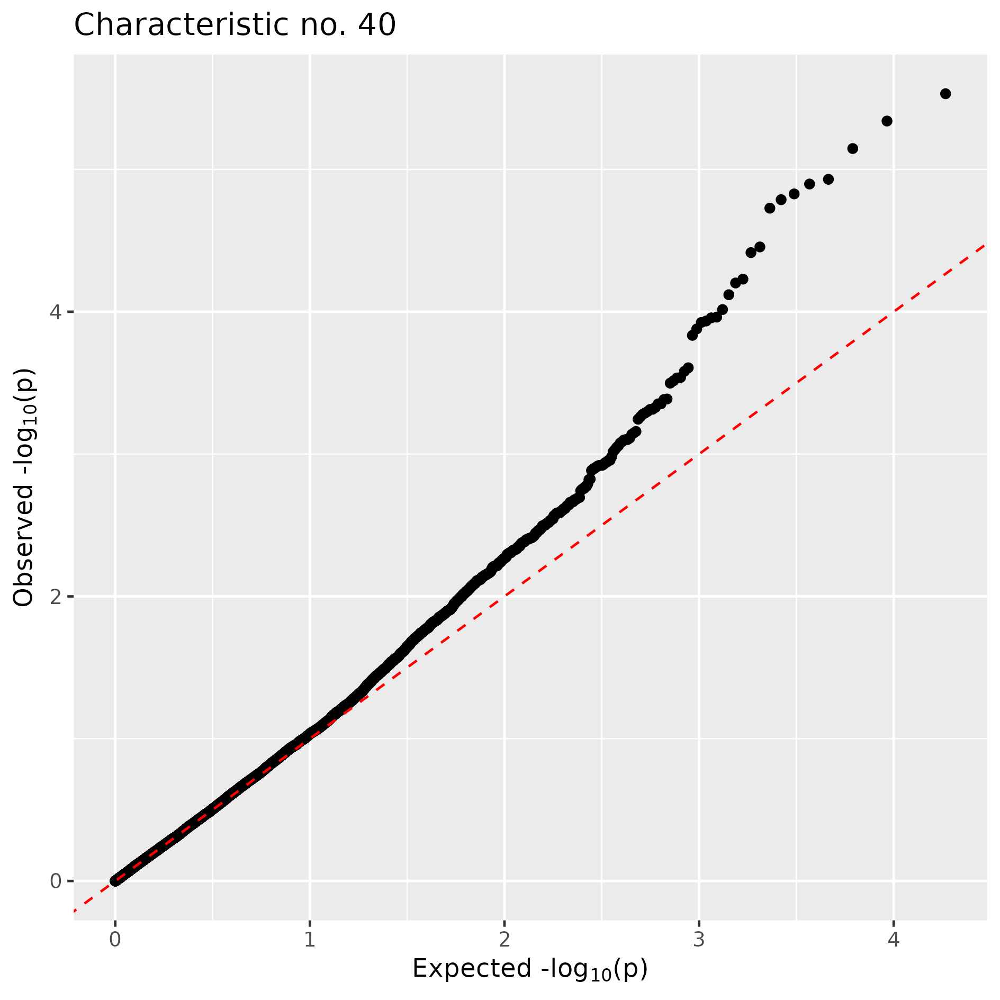 Characteristic no. 40
Observed -log₁₀(p)
4
2
0
0 1 2 3 4
Expected -log₁₀(p)